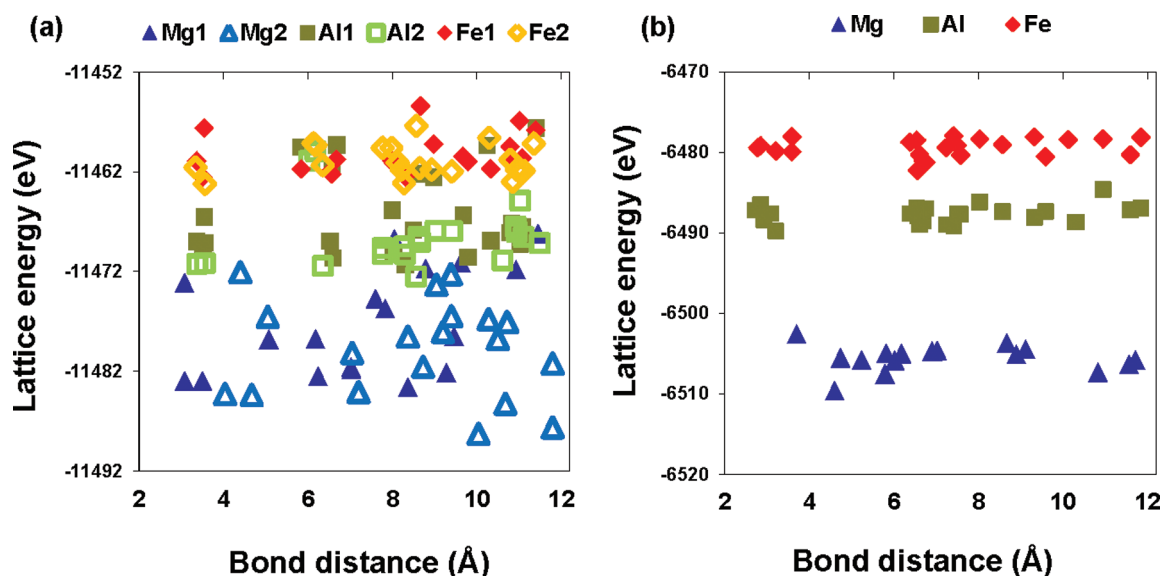 (a) Mg1 Mg2 Al1 Al2 Fe1 Fe2
Lattice energy (eV)
-11452
-11462
-11472
-11482
-11492
2 4 6 8 10 12
Bond distance (Å)
(b) Mg Al Fe
Lattice energy (eV)
-6470
-6480
-6490
-6500
-6510
-6520
2 4 6 8 10 12
Bond distance (Å)